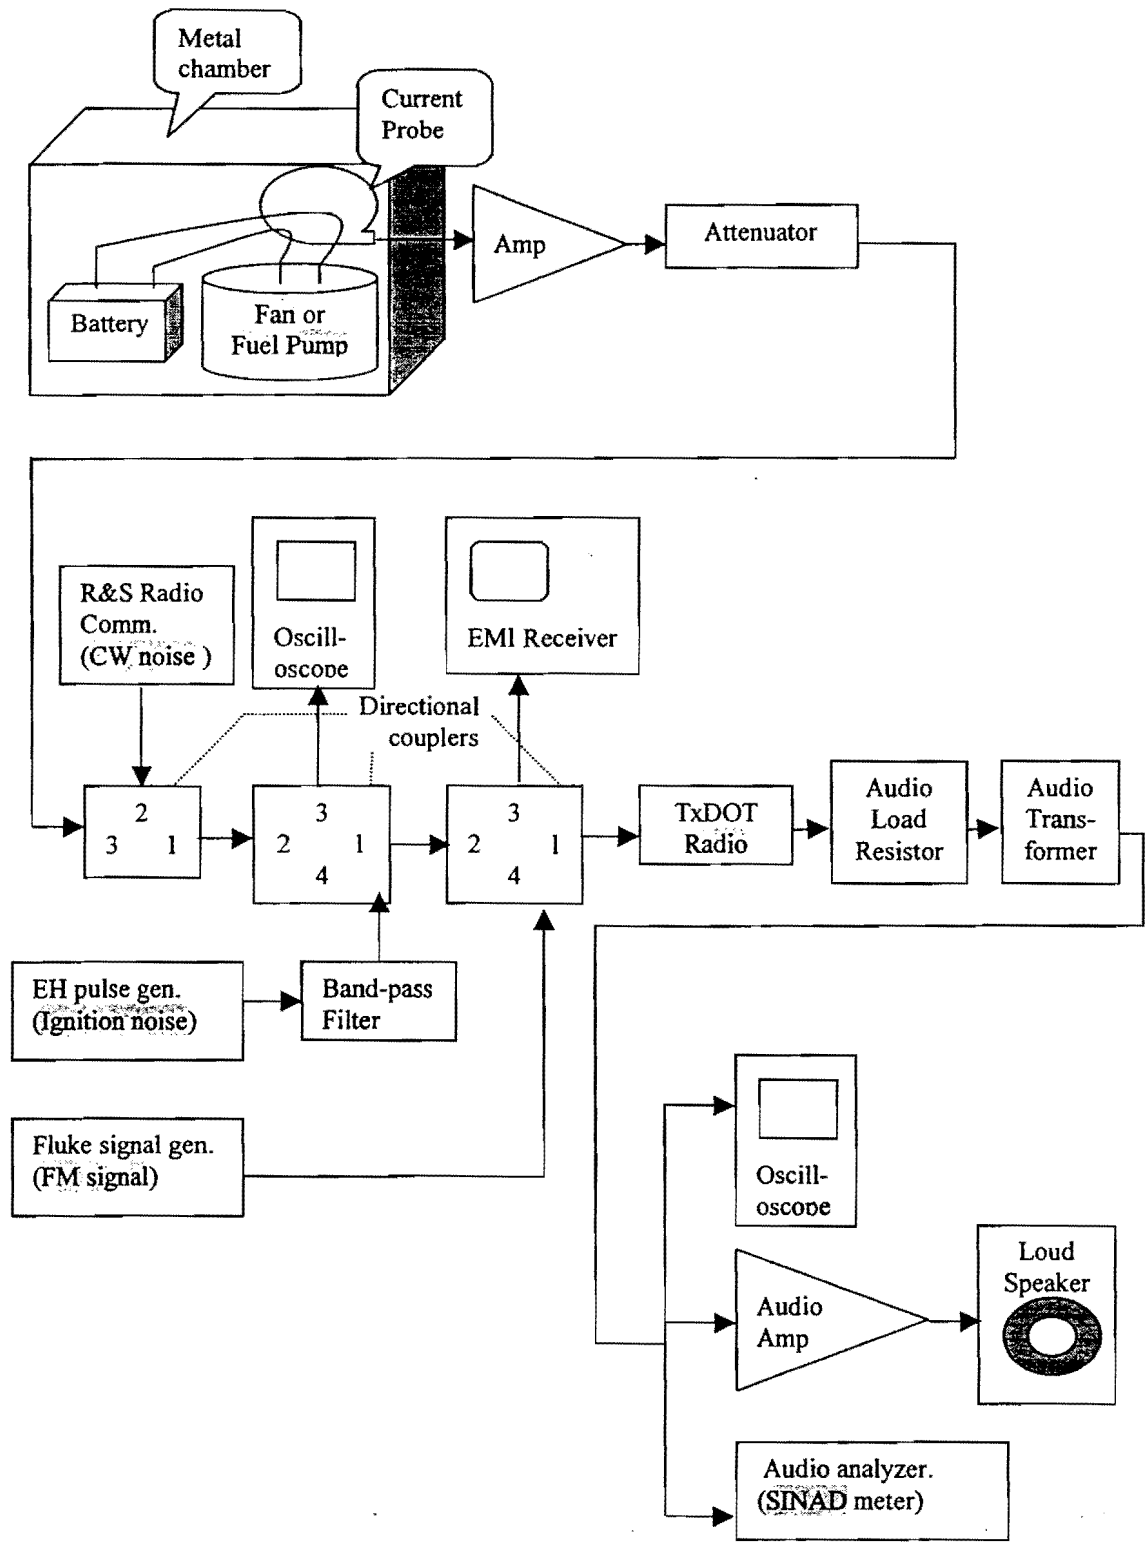 Metal
chamber
Current
Probe
Amp
Attenuator
Battery
Fan or
Fuel Pump
R&S Radio
Comm.
(CW noise )
Oscill-
oscope
EMI Receiver
Directional
couplers
2
3 1
3
2 1
4
3
2 1
4
TxDOT
Radio
Audio
Load
Resistor
Audio
Trans-
former
EH pulse gen.
(Ignition noise)
Band-pass
Filter
Fluke signal gen.
(FM signal)
Oscill-
oscope
Audio
Amp
Loud
Speaker
Audio analyzer.
(SINAD meter)